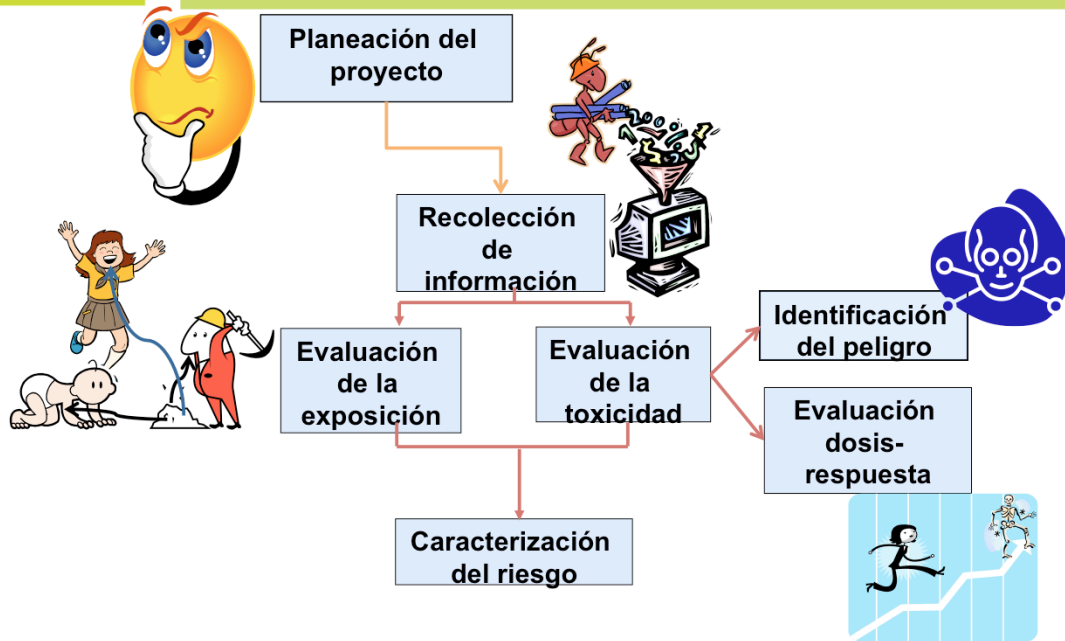 Planeación del
proyecto
Recolección
de
información
Evaluación
de la
exposición
Evaluación
de la
toxicidad
Identificación
del peligro
Evaluación
dosis-
respuesta
Caracterización
del riesgo